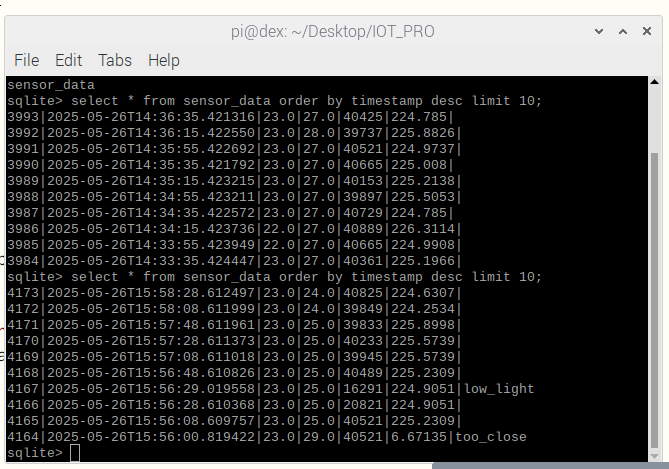 pi@dex: ~/Desktop/IOT_PRO
File Edit Tabs Help
sensor_data
sqlite> select * from sensor_data order by timestamp desc limit 10;
3993|2025-05-26T14:36:35.421316|23.0|27.0|40425|224.785|
3992|2025-05-26T14:36:15.422550|23.0|28.0|39737|225.8826|
3991|2025-05-26T14:35:55.422692|23.0|27.0|40521|224.9737|
3990|2025-05-26T14:35:35.421792|23.0|27.0|40665|225.008|
3989|2025-05-26T14:35:15.423215|23.0|27.0|40153|225.2138|
3988|2025-05-26T14:34:55.423211|23.0|27.0|39897|225.5053|
3987|2025-05-26T14:34:35.422572|23.0|27.0|40729|224.785|
3986|2025-05-26T14:34:15.423736|22.0|27.0|40889|226.3114|
3985|2025-05-26T14:33:55.423949|22.0|27.0|40665|224.9908|
3984|2025-05-26T14:33:35.424447|23.0|27.0|40361|225.1966|
sqlite> select * from sensor_data order by timestamp desc limit 10;
4173|2025-05-26T15:58:28.612497|23.0|24.0|40825|224.6307|
4172|2025-05-26T15:58:08.611999|23.0|24.0|39849|224.2534|
4171|2025-05-26T15:57:48.611961|23.0|25.0|39833|225.8998|
4170|2025-05-26T15:57:28.611373|23.0|25.0|40233|225.5739|
4169|2025-05-26T15:57:08.611018|23.0|25.0|39945|225.5739|
4168|2025-05-26T15:56:48.610826|23.0|25.0|40489|225.2309|
4167|2025-05-26T15:56:29.019558|23.0|25.0|16291|224.9051|low_light
4166|2025-05-26T15:56:28.610368|23.0|25.0|20821|224.9051|
4165|2025-05-26T15:56:08.609757|23.0|25.0|40521|225.2309|
4164|2025-05-26T15:56:00.819422|23.0|29.0|40521|6.67135|too_close
sqlite>